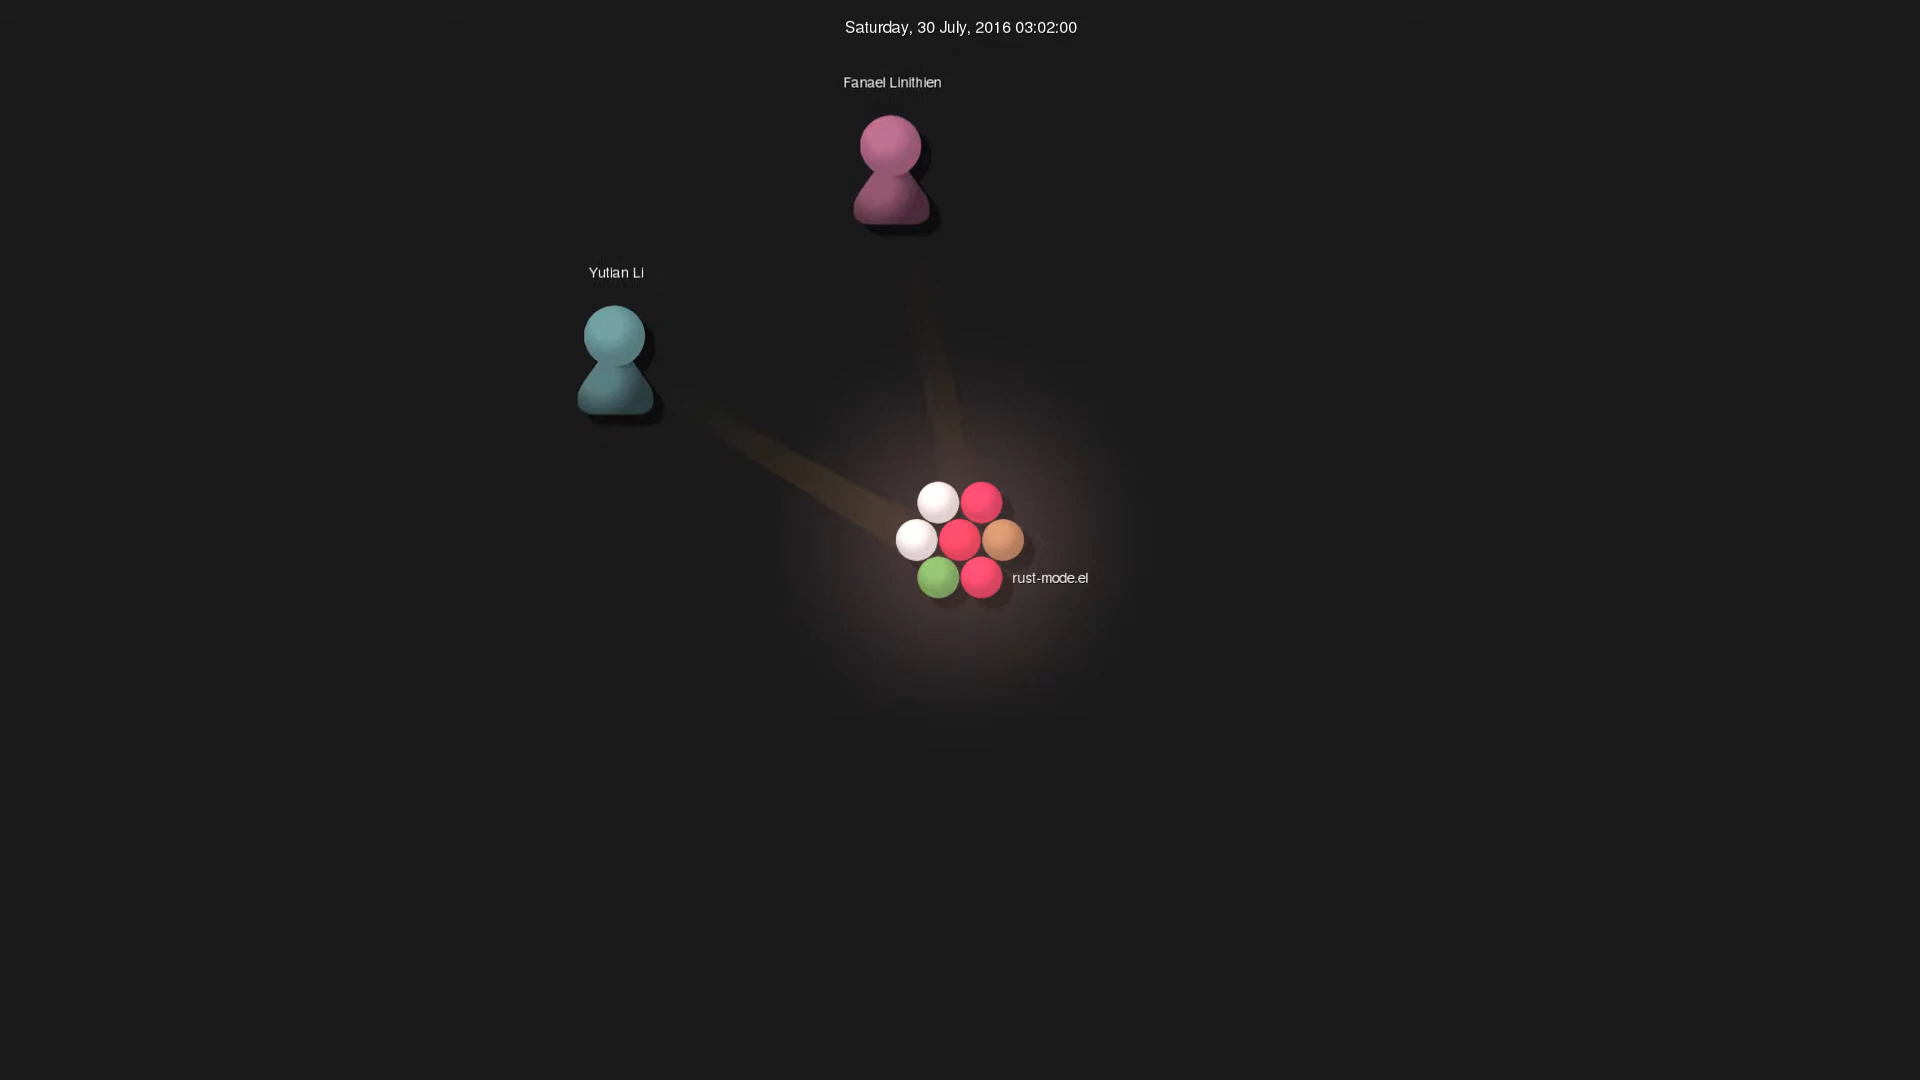 Saturday, 30 July, 2016 03:02:00
Fanael Linithien
Yutian Li
rust-mode.el